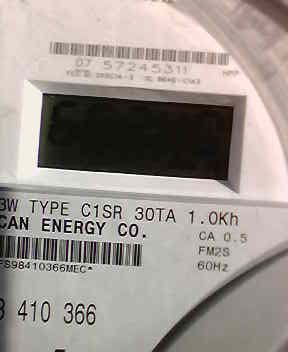 07 57245311
3W TYPE C1SR 30TA 1.0Kh
CAN ENERGY CO.
CA 0.5
FM2S
60Hz
FS98410366MEC*
410 366